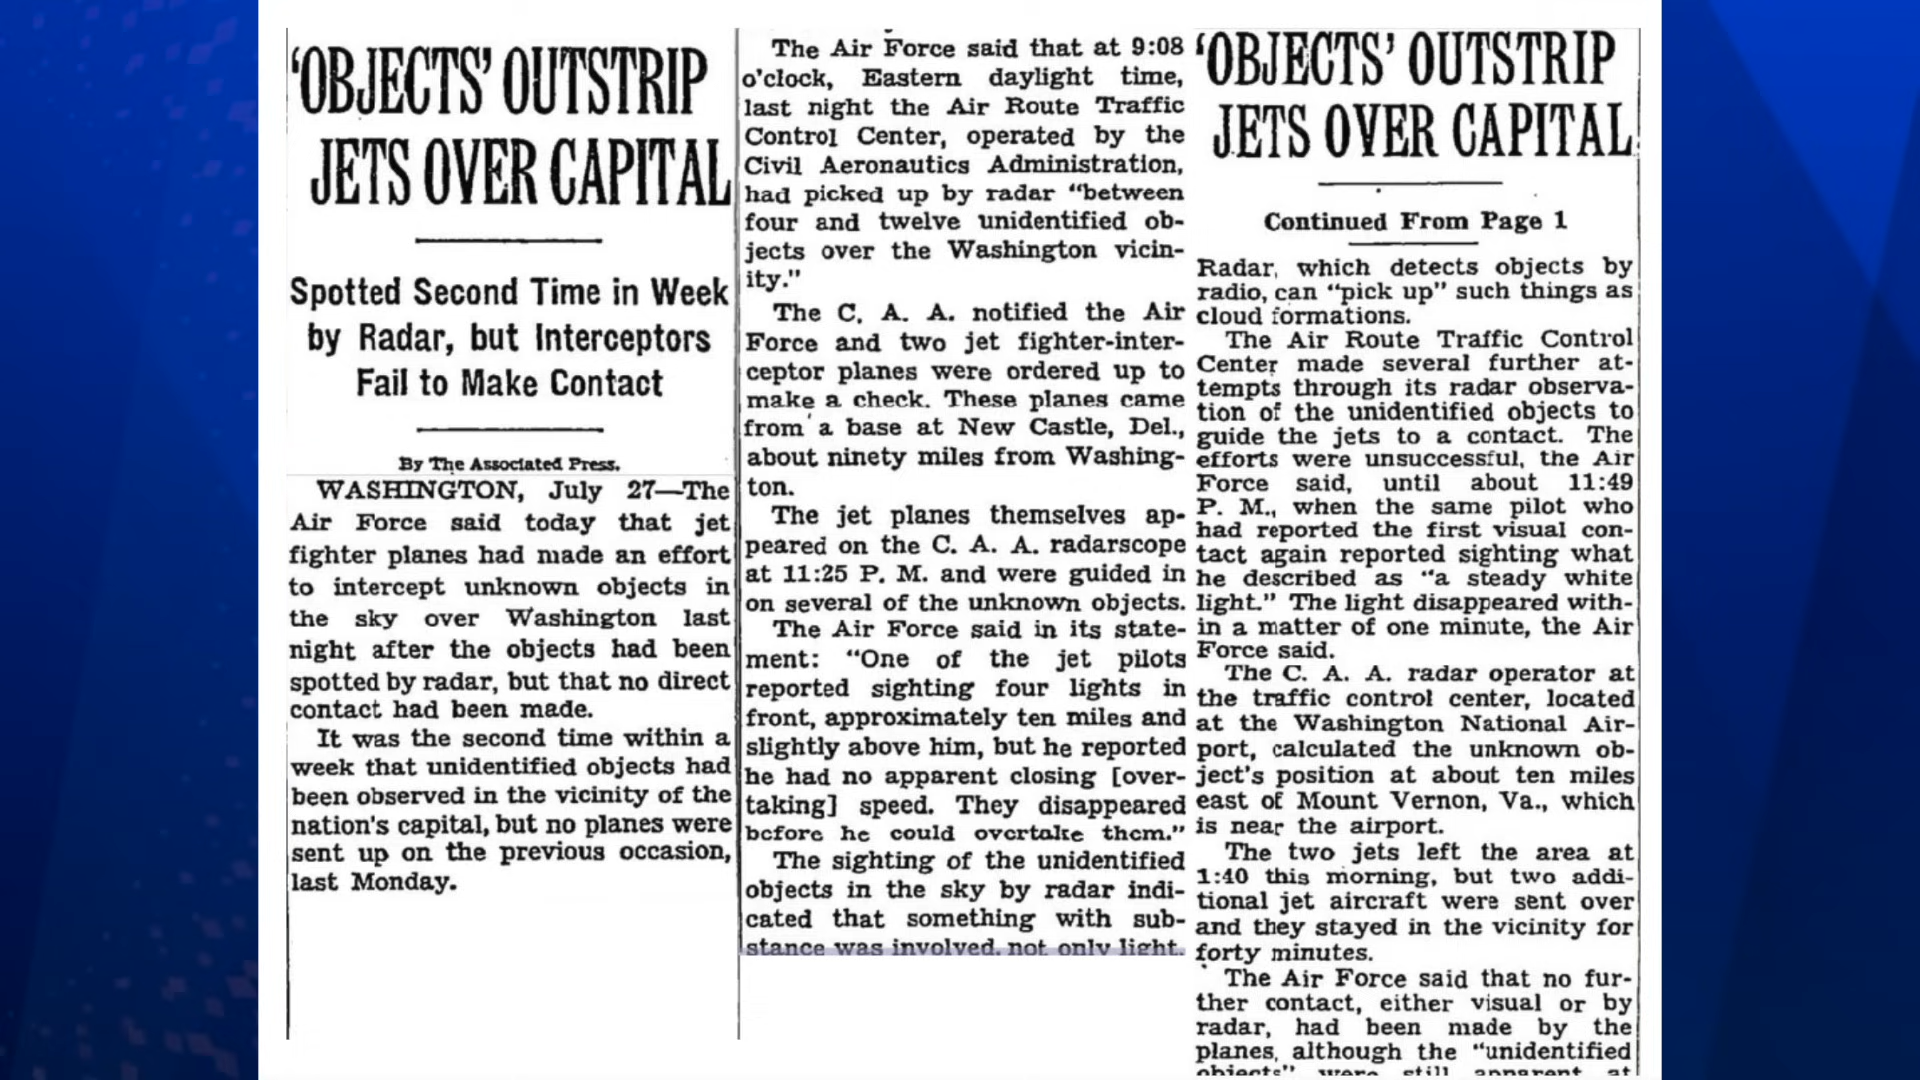 'OBJECTS' OUTSTRIP
JETS OVER CAPITAL
Spotted Second Time in Week
by Radar, but Interceptors
Fail to Make Contact
By The Associated Press.
WASHINGTON, July 27—The
Air Force said today that jet
fighter planes had made an effort
to intercept unknown objects in
the sky over Washington last
night after the objects had been
spotted by radar, but that no direct
contact had been made.
It was the second time within a
week that unidentified objects had
been observed in the vicinity of the
nation's capital, but no planes were
sent up on the previous occasion,
last Monday.
The Air Force said that at 9:08
o'clock, Eastern daylight time,
last night the Air Route Traffic
Control Center, operated by the
Civil Aeronautics Administration,
had picked up by radar "between
four and twelve unidentified ob-
jects over the Washington vicin-
ity."
The C. A. A. notified the Air
Force and two jet fighter-inter-
ceptor planes were ordered up to
make a check. These planes came
from a base at New Castle, Del.,
about ninety miles from Washing-
ton.
The jet planes themselves ap-
peared on the C. A. A. radarscope
at 11:25 P. M. and were guided in
on several of the unknown objects.
The Air Force said in its state-
ment: "One of the jet pilots
reported sighting four lights in
front, approximately ten miles and
slightly above him, but he reported
he had no apparent closing [over-
taking] speed. They disappeared
before he could overtake them."
The sighting of the unidentified
objects in the sky by radar indi-
cated that something with sub-
stance was involved, not only light.
'OBJECTS' OUTSTRIP
JETS OVER CAPITAL
Continued From Page 1
Radar, which detects objects by
radio, can "pick up" such things as
cloud formations.
The Air Route Traffic Control
Center made several further at-
tempts through its radar observa-
tion of the unidentified objects to
guide the jets to a contact. The
efforts were unsuccessful, the Air
Force said, until about 11:49
P. M., when the same pilot who
had reported the first visual con-
tact again reported sighting what
he described as "a steady white
light." The light disappeared with-
in a matter of one minute, the Air
Force said.
The C. A. A. radar operator at
the traffic control center, located
at the Washington National Air-
port, calculated the unknown ob-
ject's position at about ten miles
east of Mount Vernon, Va., which
is near the airport.
The two jets left the area at
1:40 this morning, but two addi-
tional jet aircraft were sent over
and they stayed in the vicinity for
forty minutes.
The Air Force said that no fur-
ther contact, either visual or by
radar, had been made by the
planes, although the "unidentified
objects" were still apparent at